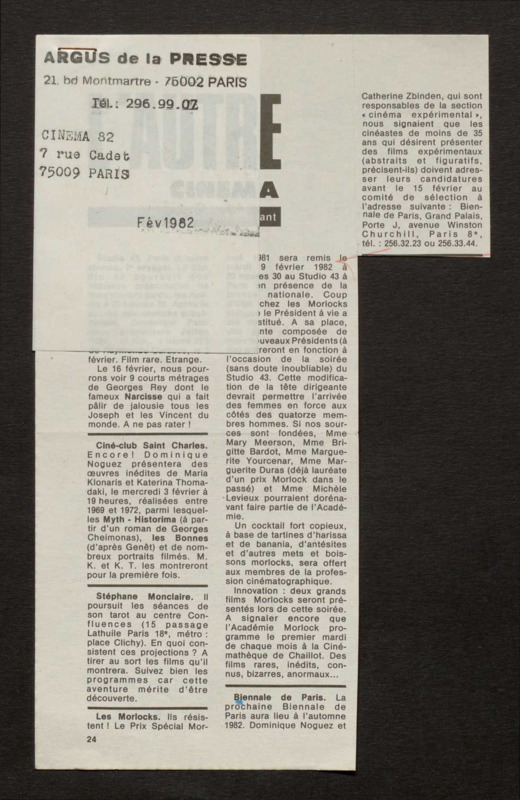 ARGUS de la PRESSE
21, bd Montmartre - 75002 PARIS
Tél.: 296.99.07
CINEMA 82
7 rue Cadet
75009 PARIS
Fév1982
AUTRE
CINEMA
ant
février. Film rare. Etrange.
Le 16 février, nous pour-
rons voir 9 courts métrages
de Georges Rey dont le
fameux Narcisse qui a fait
pâlir de jalousie tous les
Joseph et les Vincent du
monde. A ne pas rater !
Ciné-club Saint Charles.
Encore! Dominique
Noguez présentera des
œuvres inédites de Maria
Klonaris et Katerina Thoma-
daki, le mercredi 3 février à
19 heures, réalisées entre
1969 et 1972, parmi lesquel-
les Myth - Historima (à par-
tir d'un roman de Georges
Cheimonas), les Bonnes
(d'après Genêt) et de nom-
breux portraits filmés. M.
K. et K. T. les montreront
pour la première fois.
Stéphane Monclaire. Il
poursuit les séances de
son tarot au centre Con-
fluences (15 passage
Lathuile Paris 18e, métro :
place Clichy). En quoi con-
sistent ces projections ? A
tirer au sort les films qu'il
montrera. Suivez bien les
programmes car cette
aventure mérite d'être
découverte.
Les Morlocks. Ils résis-
tent ! Le Prix Spécial Mor-
24
981 sera remis le
9 février 1982 à
es 30 au Studio 43 à
en présence de la
nationale. Coup
chez les Morlocks
le Président à vie a
stitué. A sa place,
nte composée de
uveaux Présidents (à
reront en fonction à
l'occasion de la soirée
(sans doute inoubliable) du
Studio 43. Cette modifica-
tion de la tête dirigeante
devrait permettre l'arrivée
des femmes en force aux
côtés des quatorze mem-
bres hommes. Si nos sour-
ces sont fondées, Mme
Mary Meerson, Mme Bri-
gitte Bardot, Mme Margue-
rite Yourcenar, Mme Mar-
guerite Duras (déjà lauréate
d'un prix Morlock dans le
passé) et Mme Michèle
Levieux pourraient doréna-
vant faire partie de l'Acadé-
mie.
Un cocktail fort copieux,
à base de tartines d'harissa
et de banania, d'antésites
et d'autres mets et bois-
sons morlocks, sera offert
aux membres de la profes-
sion cinématographique.
Innovation : deux grands
films Morlocks seront pré-
sentés lors de cette soirée.
A signaler encore que
l'Académie Morlock pro-
gramme le premier mardi
de chaque mois à la Ciné-
mathèque de Chaillot. Des
films rares, inédits, con-
nus, bizarres, anormaux...
Biennale de Paris. La
prochaine Biennale de
Paris aura lieu à l'automne
1982. Dominique Noguez et
Catherine Zbinden, qui sont
responsables de la section
« cinéma expérimental »,
nous signalent que les
cinéastes de moins de 35
ans qui désirent présenter
des films expérimentaux
(abstraits et figuratifs,
précisent-ils) doivent adres-
ser leurs candidatures
avant le 15 février au
comité de sélection à
l'adresse suivante : Bien-
nale de Paris, Grand Palais,
Porte J, avenue Winston
Churchill, Paris 8e,
tél. : 256.32.23 ou 256.33.44.